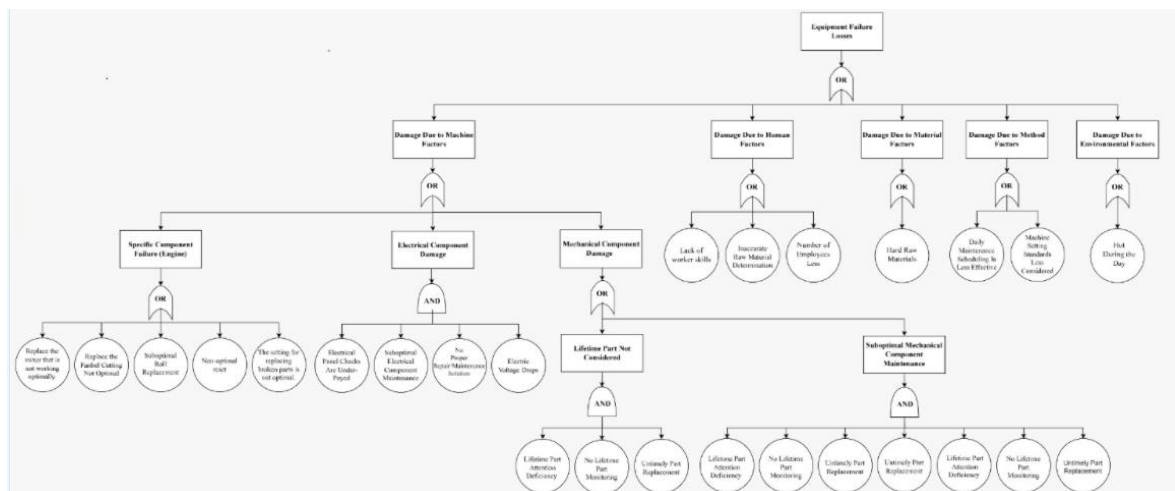 Equipment Failure
Losses
OR
Damage Due to Machine
Factors
Damage Due to Human
Factors
Damage Due to Material
Factors
Damage Due to Method
Factors
Damage Due to
Environmental Factors
OR
OR
OR
OR
OR
Specific Component
Failure (Engine)
Electrical Component
Damage
Mechanical Component
Damage
Lack of
worker skills
Inaccurate
Raw Material
Determination
Number of
Employees
Less
Hard Raw
Materials
Daily
Maintenance
Scheduling Is
Less Effective
Machine
Setting
Standards
Less
Considered
Hot
During the
Day
OR
AND
OR
Replace the
that is
not working
optimally
Replace the
Cutting
Not Optional
Suboptimal
Replacement
Non-optimal
reset
The setting for
replacing
broken parts is
not optimal
Electrical
Panel Checks
Are Under-
Payed
Suboptimal
Electrical
Component
Maintenance
No
Proper
Repair Maintenance
Solution
Electric
Voltage Drops
Lifetime Part Not
Considered
Suboptimal Mechanical
Component
Maintenance
AND
AND
Lifetime Part
Attention
Deficiency
No Lifetime
Part
Monitoring
Untimely Part
Replacement
Lifetime Part
Attention
Deficiency
No Lifetime
Part
Monitoring
Untimely Part
Replacement
Untimely Part
Replacement
Lifetime Part
Attention
Deficiency
No Lifetime
Part
Monitoring
Untimely Part
Replacement